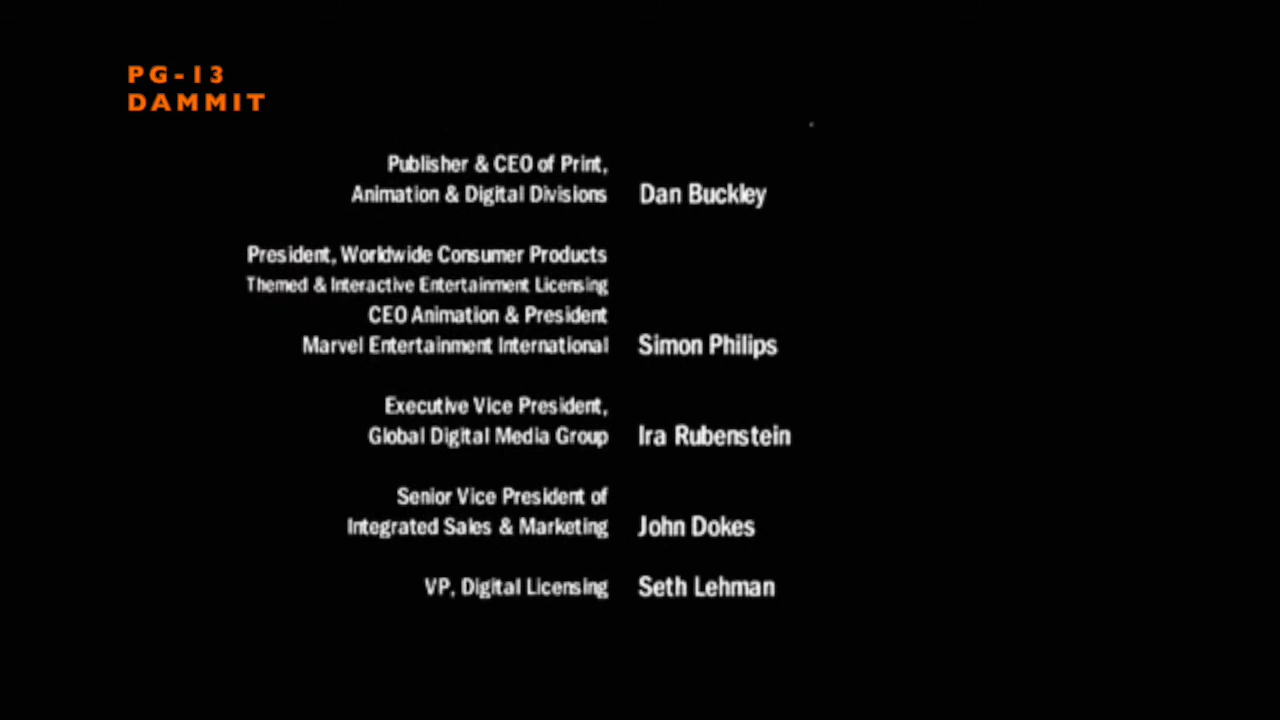 PG-13
DAMMIT
Publisher & CEO of Print,
Animation & Digital Divisions Dan Buckley
President, Worldwide Consumer Products
Themed & Interactive Entertainment Licensing
CEO Animation & President
Marvel Entertainment International Simon Philips
Executive Vice President,
Global Digital Media Group Ira Rubenstein
Senior Vice President of
Integrated Sales & Marketing John Dokes
VP, Digital Licensing Seth Lehman